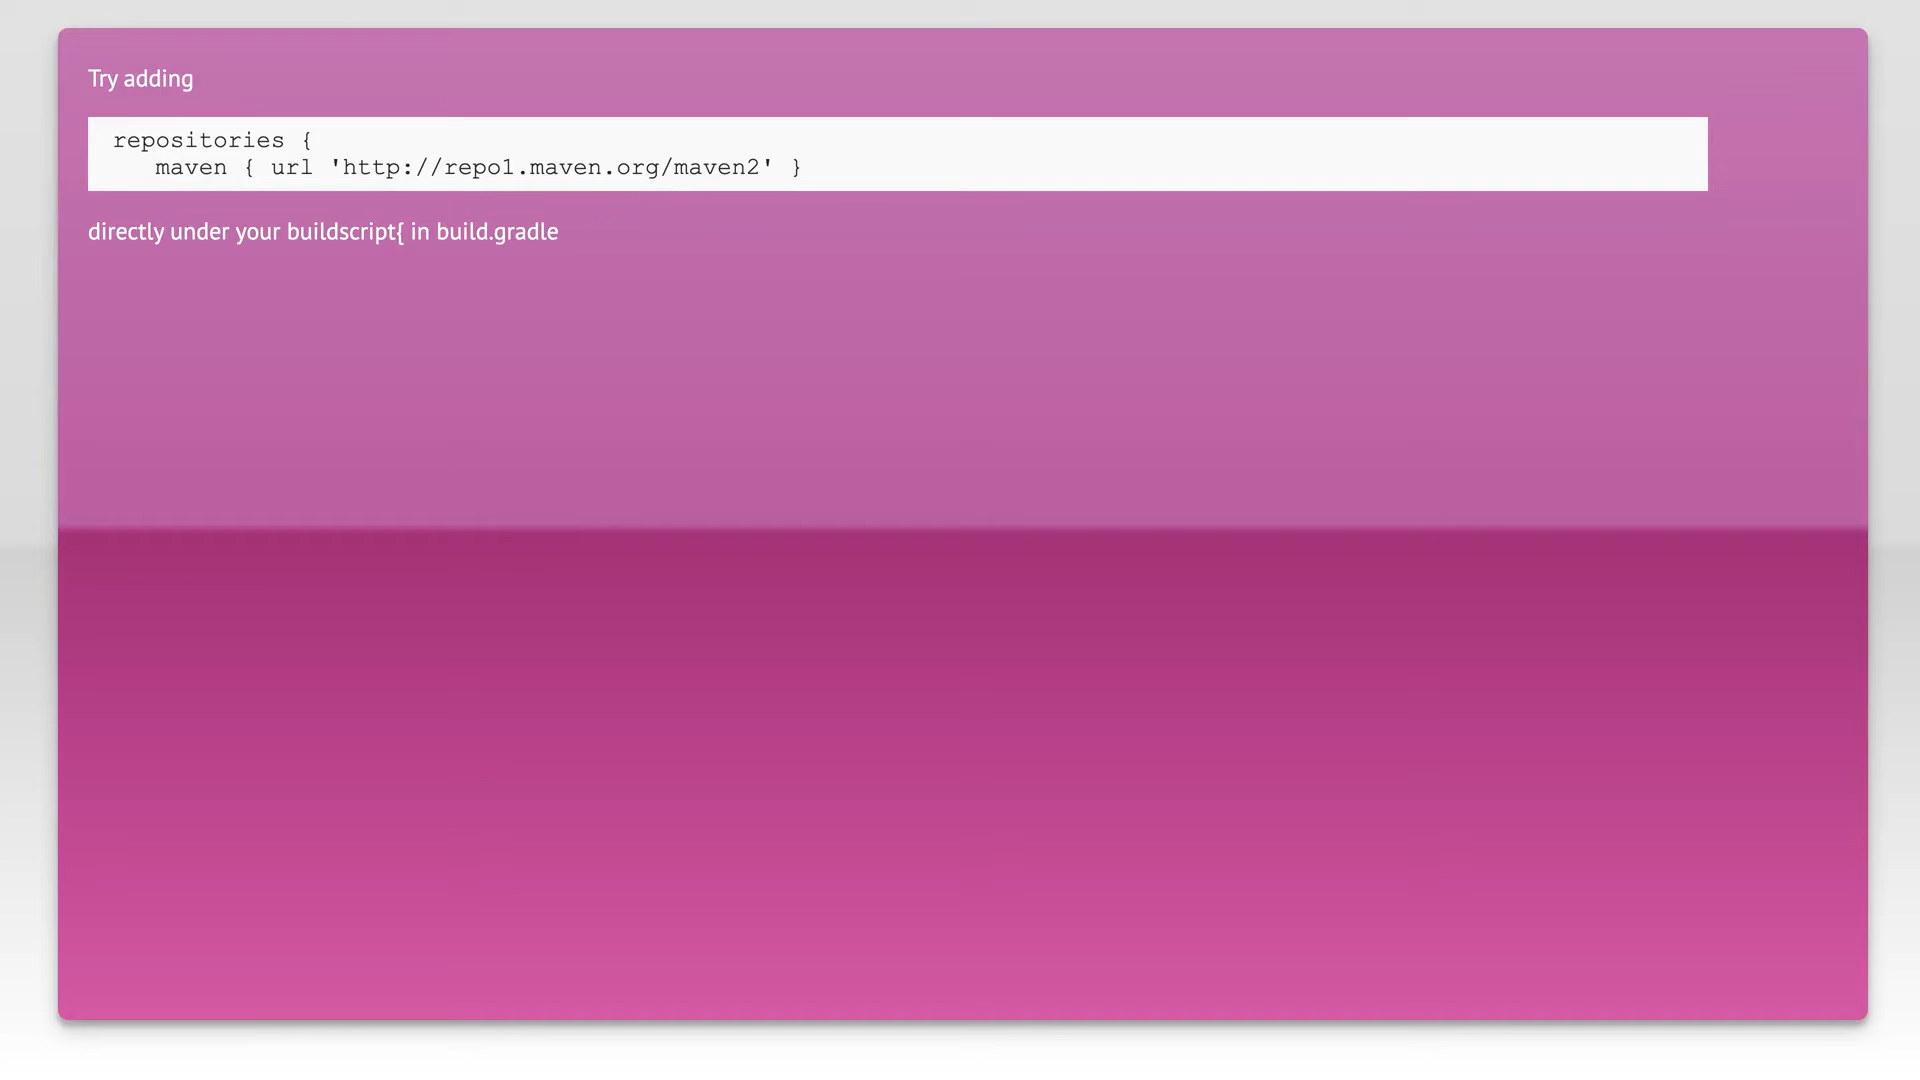 Try adding
repositories {
maven { url 'http://repo1.maven.org/maven2' }
directly under your buildscript{ in build.gradle